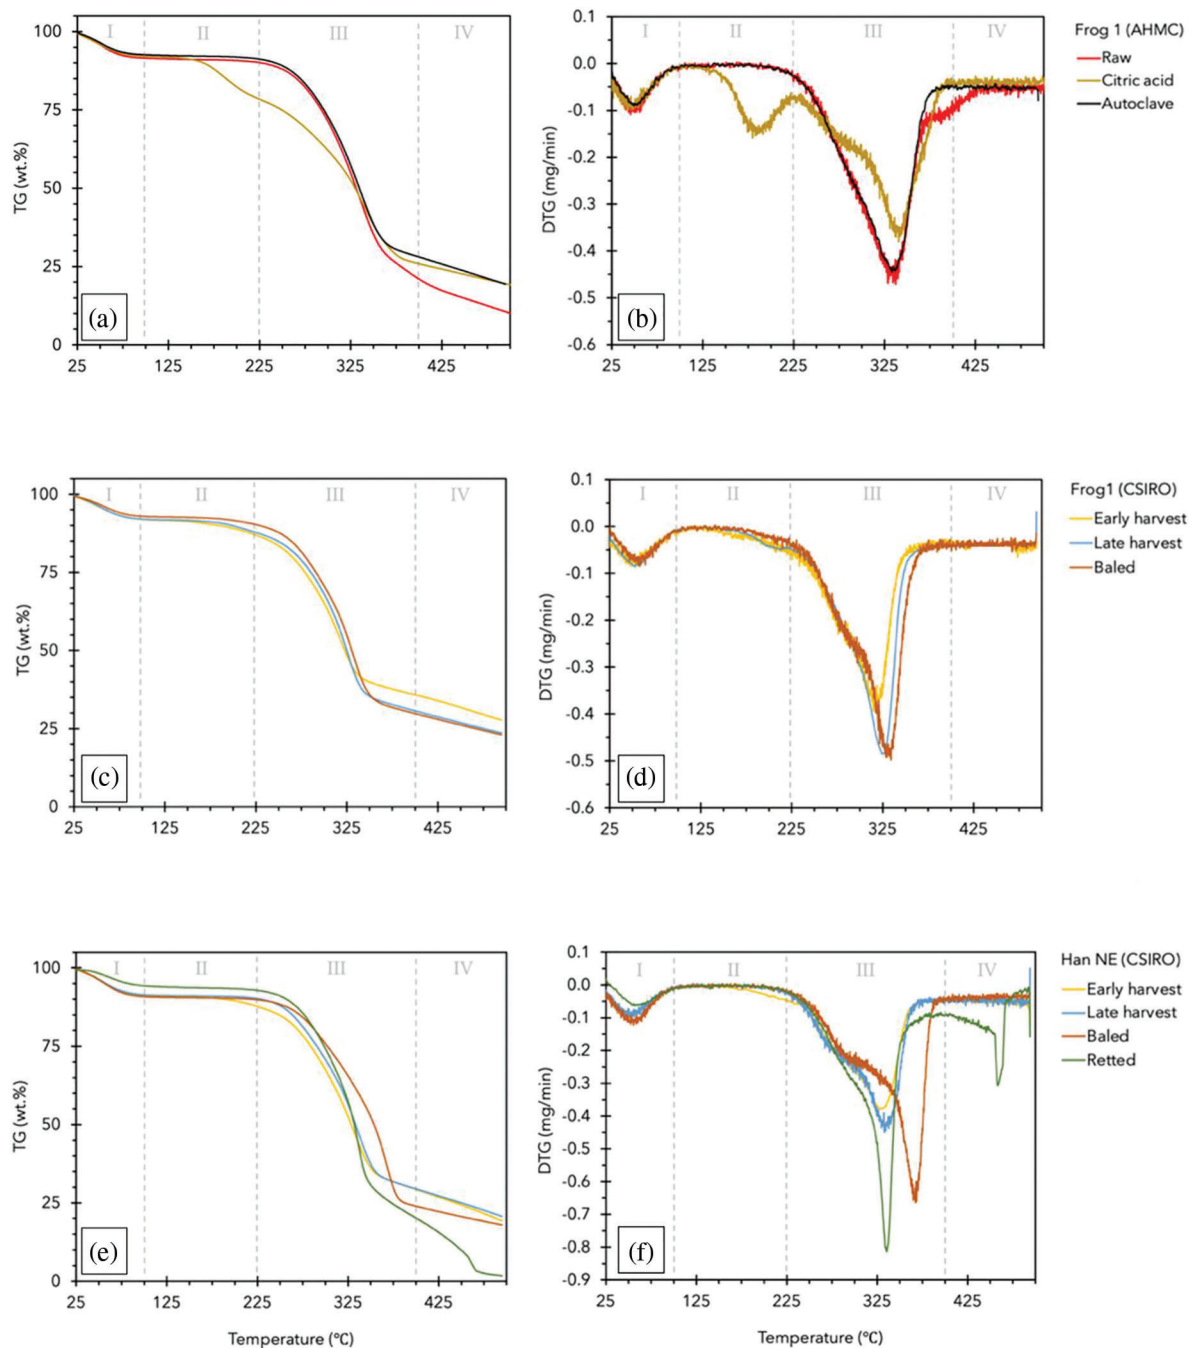 I II III IV
100
75
50
25
0
TG (wt.%)
25 125 225 325 425
(a)
I II III IV
0.1
0.0
-0.1
-0.2
-0.3
-0.4
-0.5
-0.6
DTG (mg/min)
25 125 225 325 425
(b)
Frog 1 (AHMC)
Raw
Citric acid
Autoclave
I II III IV
100
75
50
25
0
TG (wt.%)
25 125 225 325 425
(c)
I II III IV
0.1
0.0
-0.1
-0.2
-0.3
-0.4
-0.5
-0.6
DTG (mg/min)
25 125 225 325 425
(d)
Frog1 (CSIRO)
Early harvest
Late harvest
Baled
I II III IV
100
75
50
25
0
TG (wt.%)
25 125 225 325 425
Temperature (°C)
(e)
I II III IV
0.1
0.0
-0.1
-0.2
-0.3
-0.4
-0.5
-0.6
-0.7
-0.8
-0.9
DTG (mg/min)
25 125 225 325 425
Temperature (°C)
(f)
Han NE (CSIRO)
Early harvest
Late harvest
Baled
Retted